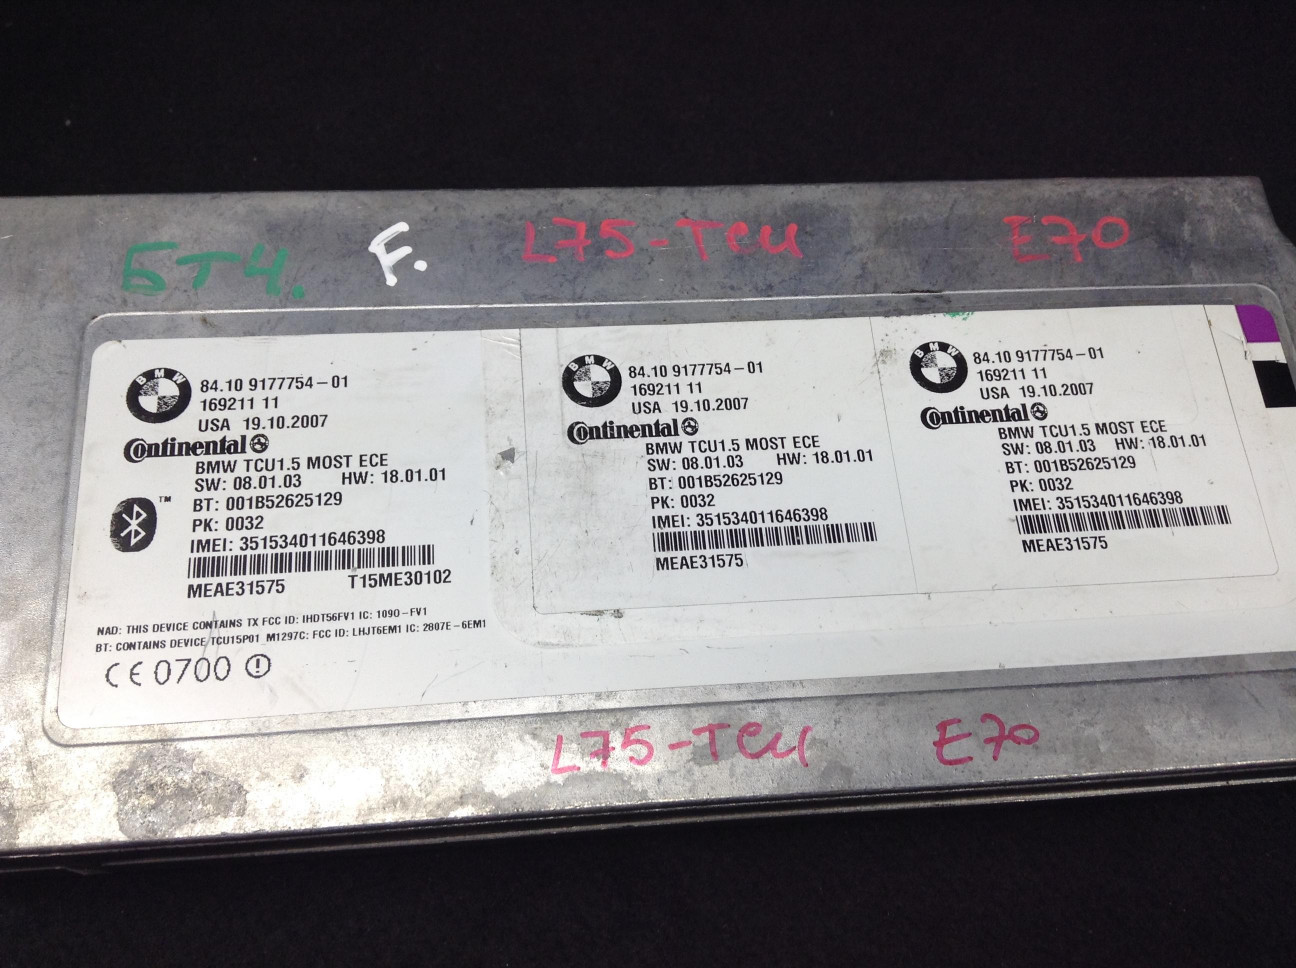 БТ4. F. L75-TCU E70
BMW
84.10 9177754-01
169211 11
USA 19.10.2007
Continental
BMW TCU1.5 MOST ECE
SW: 08.01.03 HW: 18.01.01
BT: 001B52625129
PK: 0032
IMEI: 351534011646398
MEAE31575 T15ME30102
NAD: THIS DEVICE CONTAINS TX FCC ID: IHDT56FV1 IC: 1090-FV1
BT: CONTAINS DEVICE TCU15P01_M1297C: FCC ID: LHJT6EM1 IC: 2807E-6EM1
CE 0700
BMW
84.10 9177754-01
169211 11
USA 19.10.2007
Continental
BMW TCU1.5 MOST ECE
SW: 08.01.03 HW: 18.01.01
BT: 001B52625129
PK: 0032
IMEI: 351534011646398
MEAE31575
BMW
84.10 9177754-01
169211 11
USA 19.10.2007
Continental
BMW TCU1.5 MOST ECE
SW: 08.01.03 HW: 18.01.01
BT: 001B52625129
PK: 0032
IMEI: 351534011646398
MEAE31575
L75-TCU E70